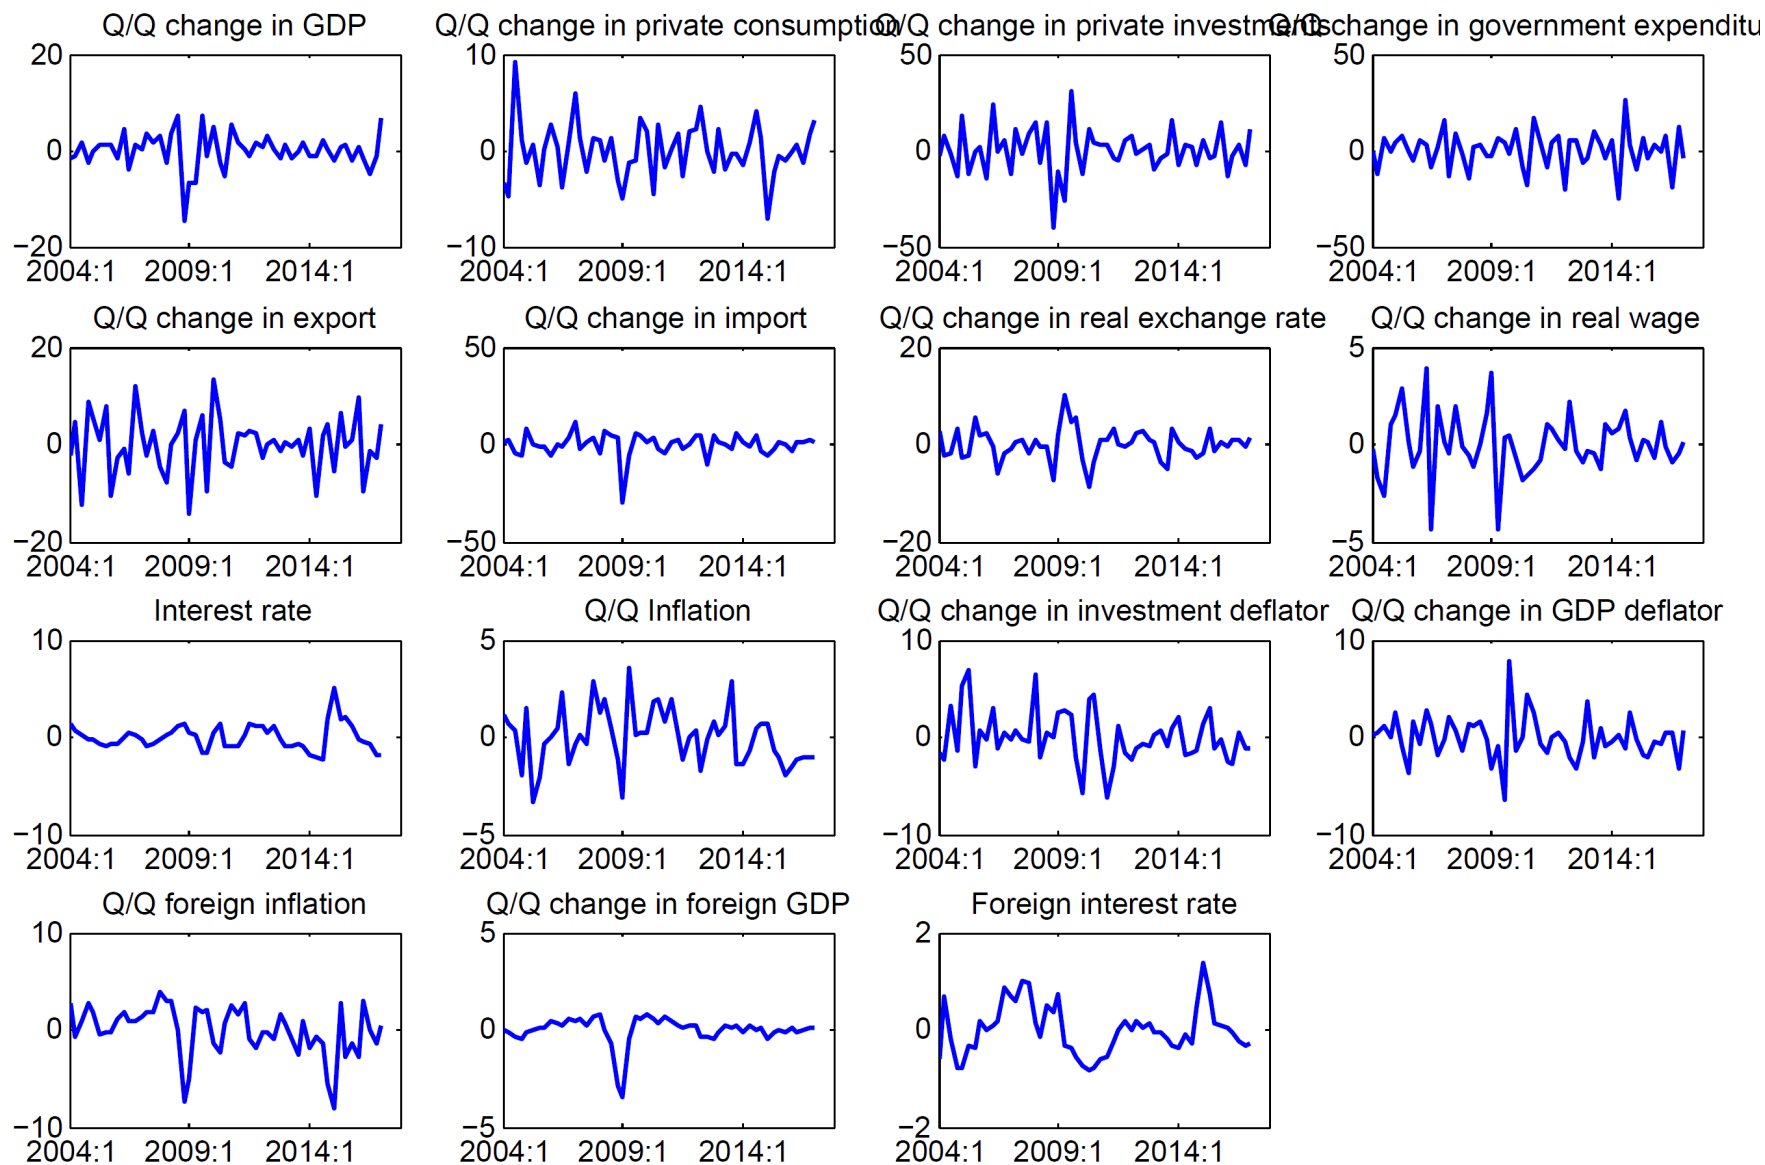 Q/Q change in GDP
Q/Q change in private consumption
Q/Q change in private investments
Q/Q change in government expenditu
20
0
−20
2004:1 2009:1 2014:1
10
0
−10
2004:1 2009:1 2014:1
50
0
−50
2004:1 2009:1 2014:1
50
0
−50
2004:1 2009:1 2014:1
Q/Q change in export
Q/Q change in import
Q/Q change in real exchange rate
Q/Q change in real wage
20
0
−20
2004:1 2009:1 2014:1
50
0
−50
2004:1 2009:1 2014:1
20
0
−20
2004:1 2009:1 2014:1
5
0
−5
2004:1 2009:1 2014:1
Interest rate
Q/Q Inflation
Q/Q change in investment deflator
Q/Q change in GDP deflator
10
0
−10
2004:1 2009:1 2014:1
5
0
−5
2004:1 2009:1 2014:1
10
0
−10
2004:1 2009:1 2014:1
10
0
−10
2004:1 2009:1 2014:1
Q/Q foreign inflation
Q/Q change in foreign GDP
Foreign interest rate
10
0
−10
2004:1 2009:1 2014:1
5
0
−5
2004:1 2009:1 2014:1
2
0
−2
2004:1 2009:1 2014:1